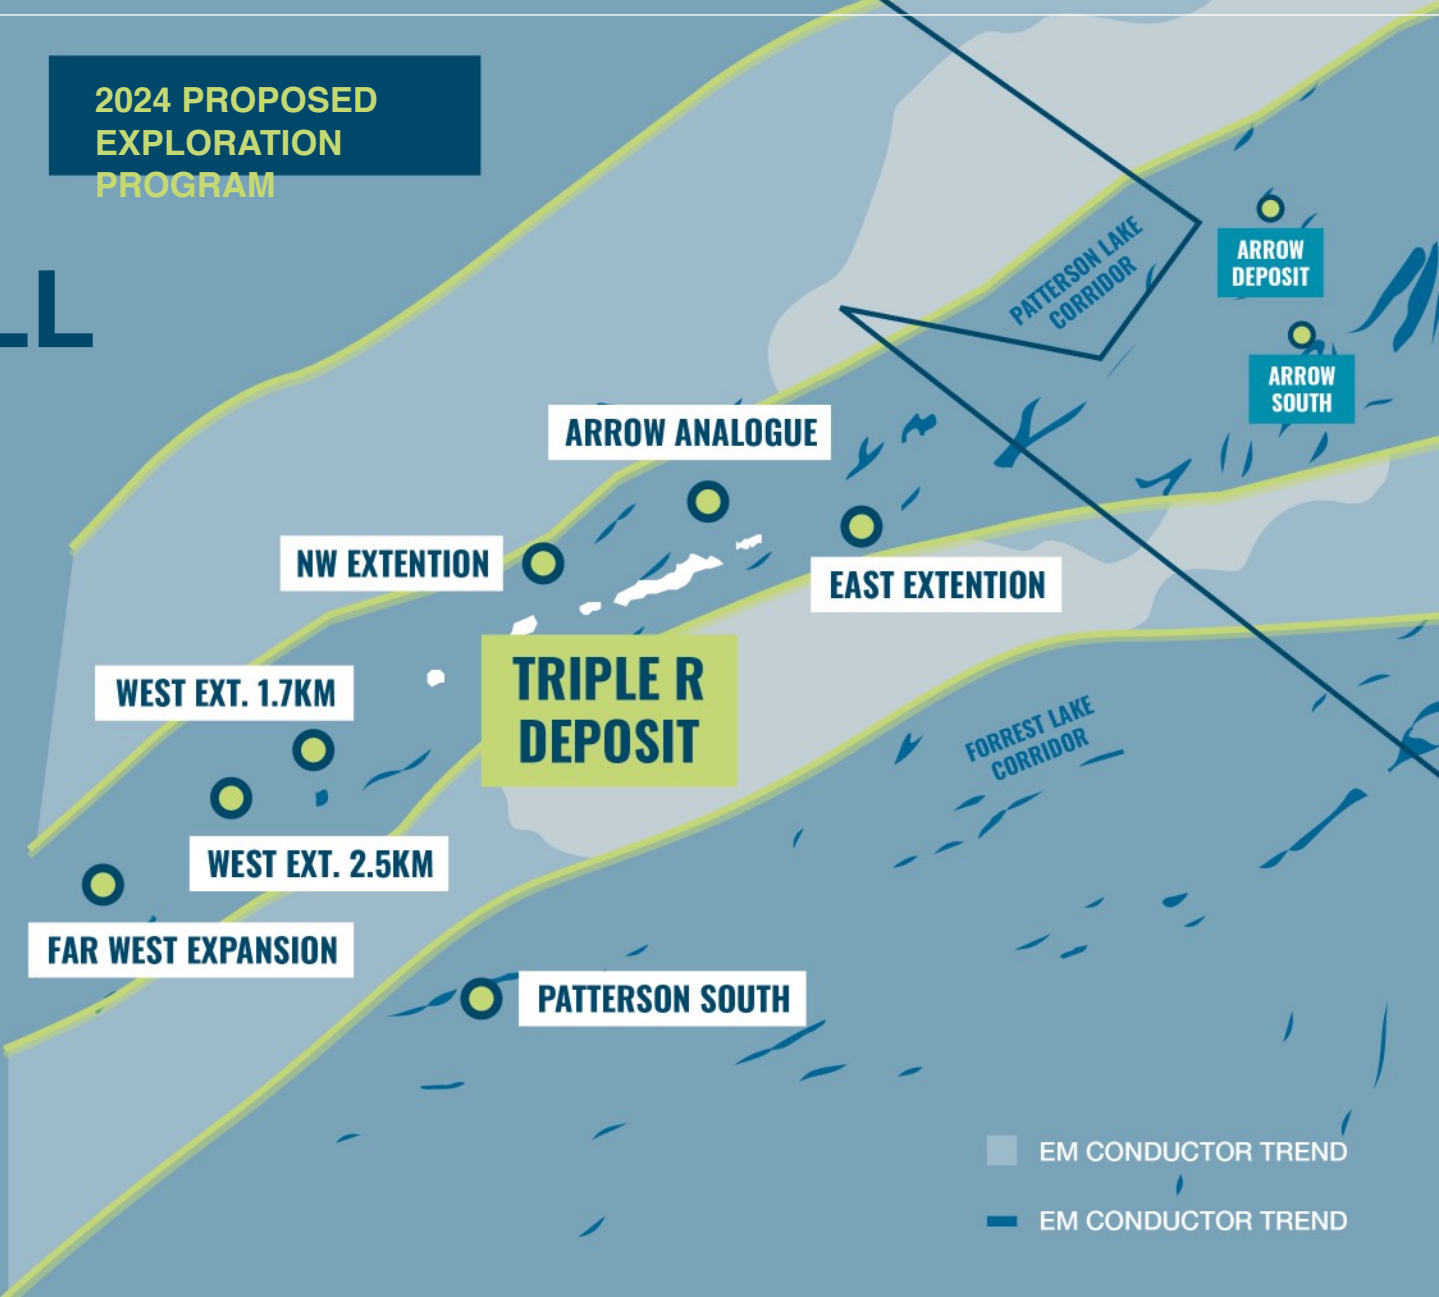 2024 PROPOSED
EXPLORATION
PROGRAM
LL
PATTERSON LAKE
CORRIDOR
ARROW
DEPOSIT
ARROW
SOUTH
ARROW ANALOGUE
NW EXTENTION
EAST EXTENTION
TRIPLE R
DEPOSIT
WEST EXT. 1.7KM
WEST EXT. 2.5KM
FORREST LAKE
CORRIDOR
FAR WEST EXPANSION
PATTERSON SOUTH
EM CONDUCTOR TREND
EM CONDUCTOR TREND